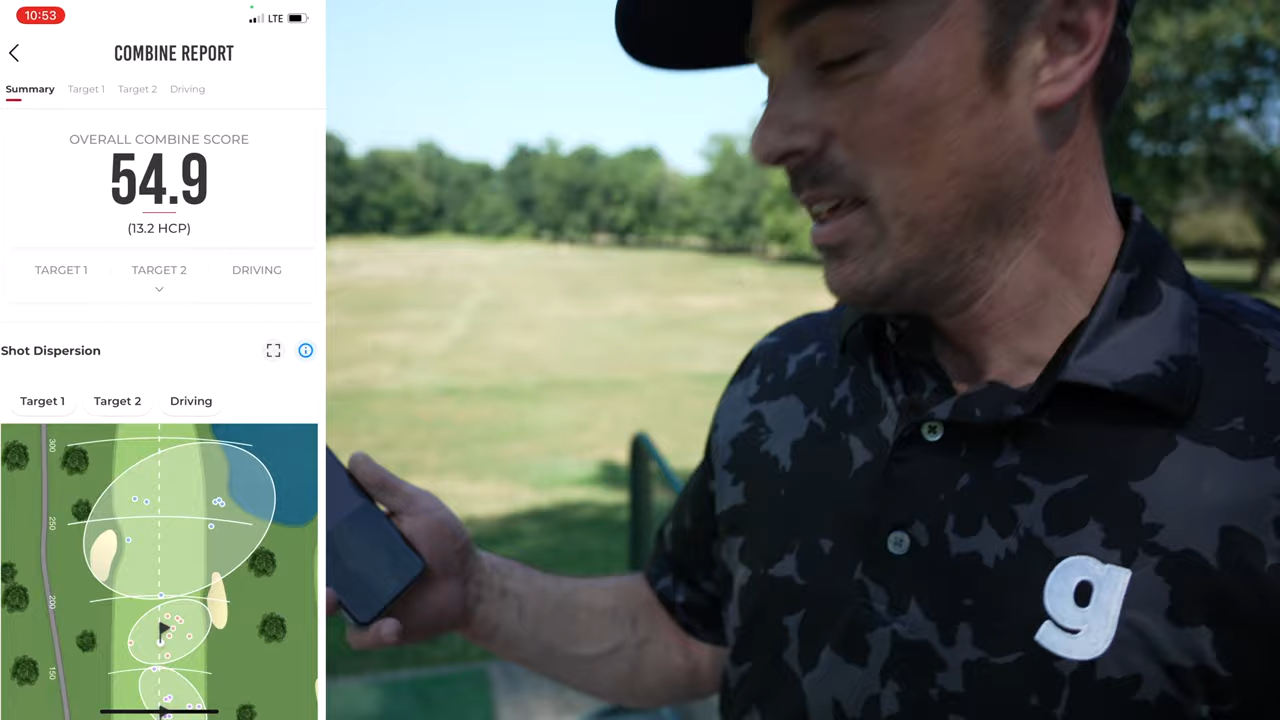 10:53
LTE
COMBINE REPORT
Summary Target 1 Target 2 Driving
OVERALL COMBINE SCORE
54.9
(13.2 HCP)
TARGET 1 TARGET 2 DRIVING
Shot Dispersion
Target 1 Target 2 Driving
300
250
200
150
g